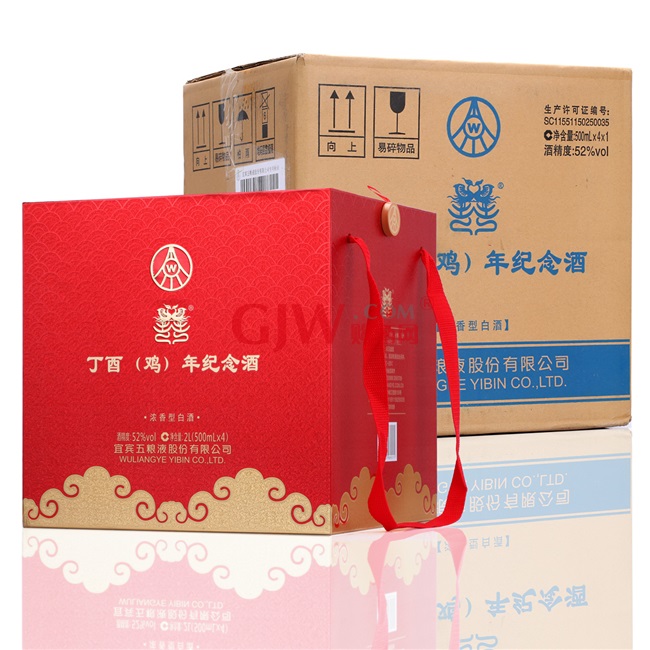 生产许可证编号:
SC11551150250035
净含量:500mL×4×1
酒精度:52%vol
向上
易碎物品
W
鸡）年纪念酒
香型白酒】
粮液股份有限公司
GYE YIBIN CO.,LTD.
W
丁酉（鸡）年纪念酒
浓香型白酒
酒精度:52%vol 净含量:2L(500mL×4)
宜宾五粮液股份有限公司
WULIANGYE YIBIN CO.,LTD.
GJW.COM